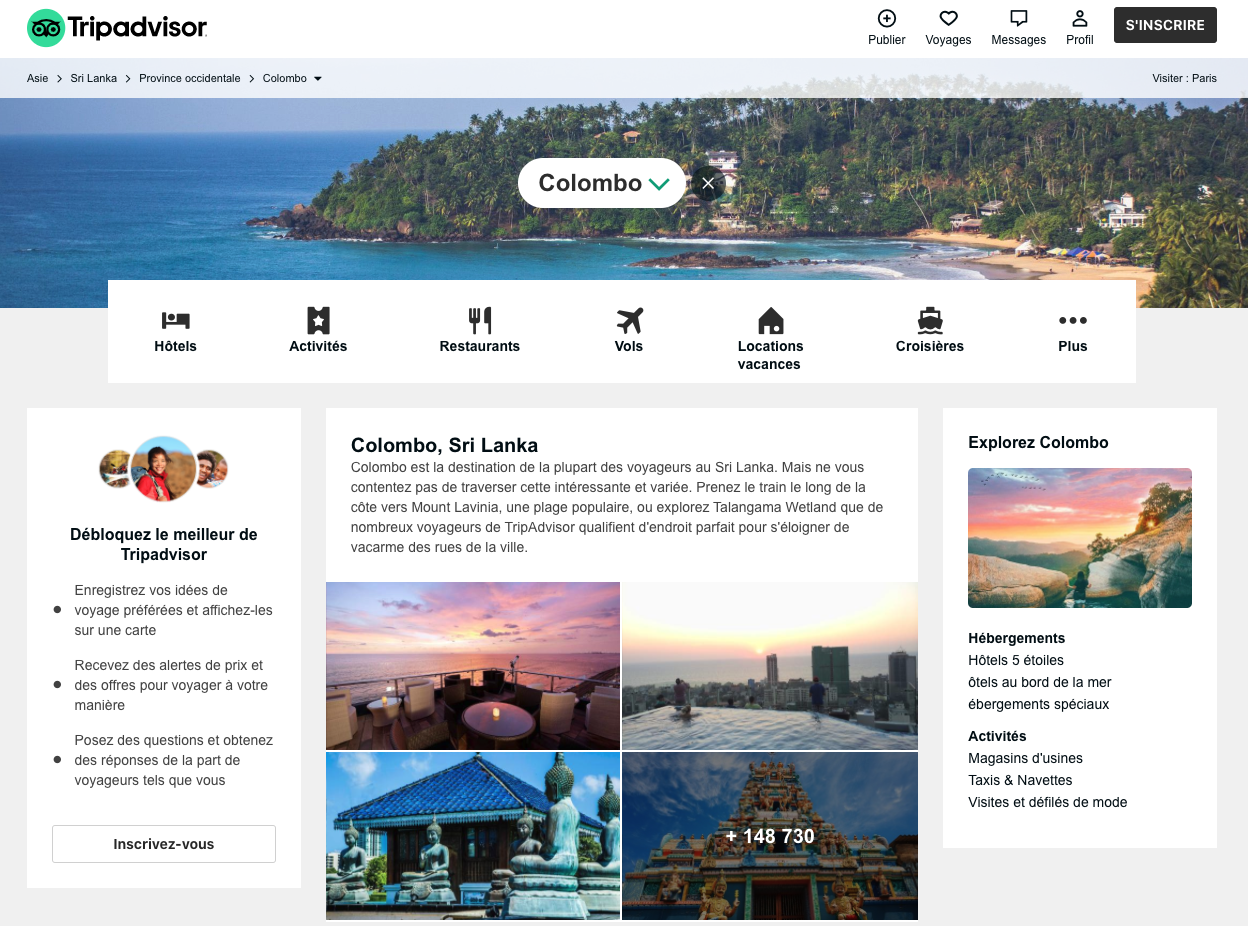 Tripadvisor
Publier
Voyages
Messages
Profil
S'INSCRIRE
Asie
Sri Lanka
Province occidentale
Colombo
Visiter : Paris
Colombo
Hôtels
Activités
Restaurants
Vols
Locations
vacances
Croisières
Plus
Débloquez le meilleur de
Tripadvisor
Enregistrez vos idées de
voyage préférées et affichez-les
sur une carte
Recevez des alertes de prix et
des offres pour voyager à votre
manière
Posez des questions et obtenez
des réponses de la part de
voyageurs tels que vous
Inscrivez-vous
Colombo, Sri Lanka
Colombo est la destination de la plupart des voyageurs au Sri Lanka. Mais ne vous
contentez pas de traverser cette intéressante et variée. Prenez le train le long de la
côte vers Mount Lavinia, une plage populaire, ou explorez Talangama Wetland que de
nombreux voyageurs de TripAdvisor qualifient d'endroit parfait pour s'éloigner de
vacarme des rues de la ville.
+ 148 730
Explorez Colombo
Hébergements
Hôtels 5 étoiles
ôtels au bord de la mer
ébergements spéciaux
Activités
Magasins d'usines
Taxis & Navettes
Visites et défilés de mode